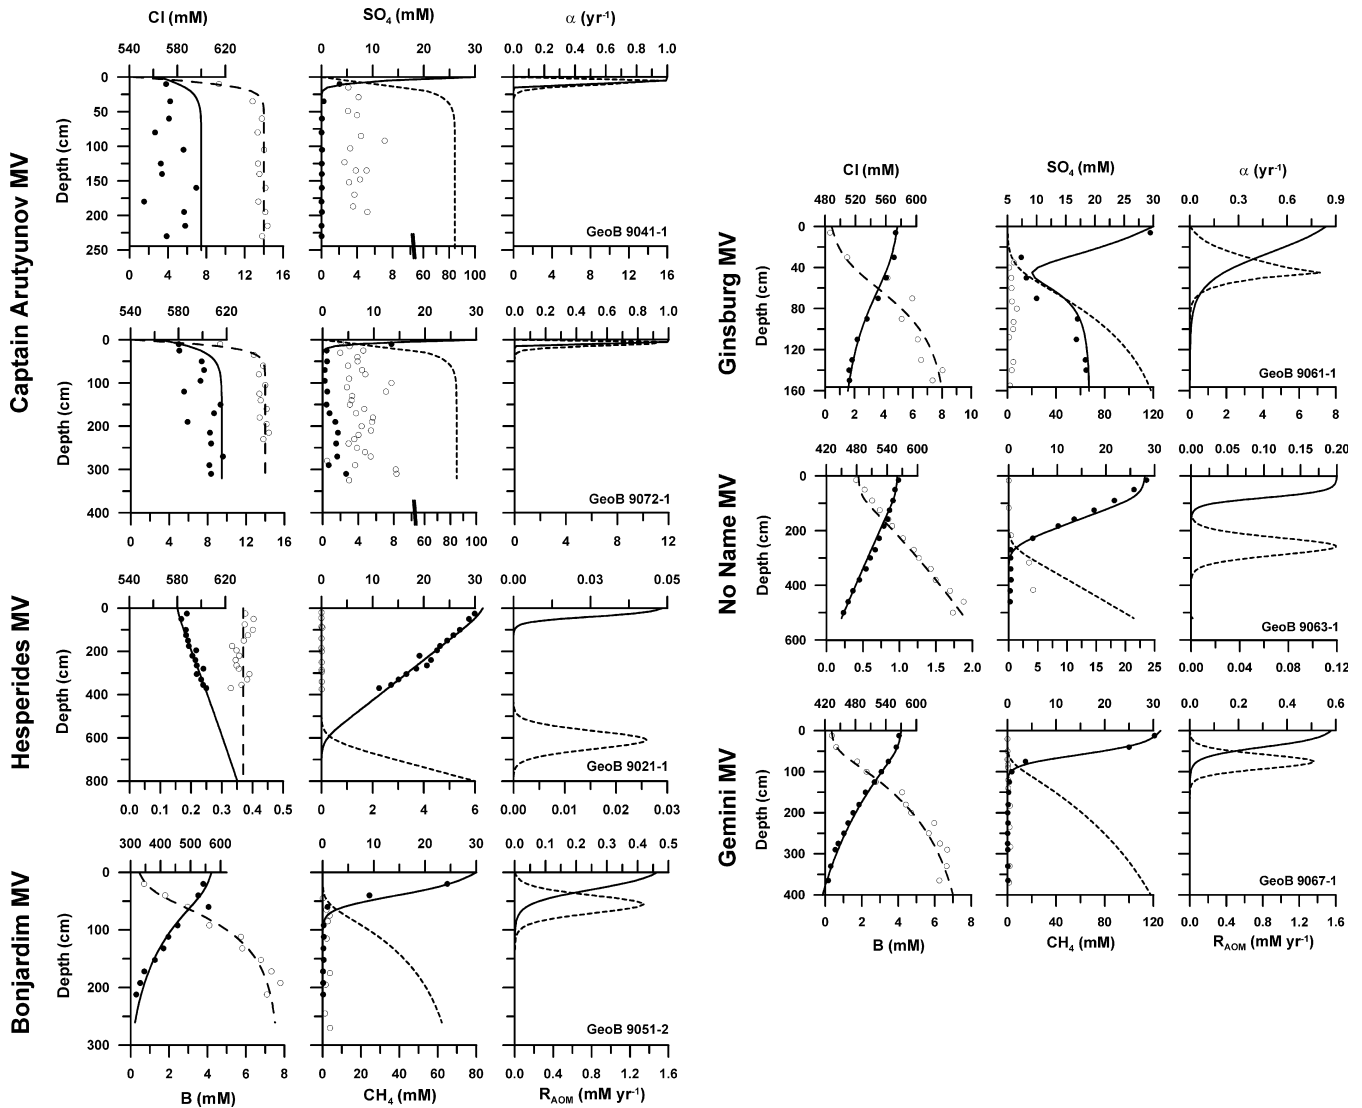 Cl (mM) SO4 (mM) α (yr-1)
540 580 620 0 10 20 30 0.0 0.2 0.4 0.6 0.8 1.0
Captain Arutyunov MV
Depth (cm)
0
50
100
150
200
250
GeoB 9041-1
0 4 8 12 16 0 4 8 60 80 100 0 4 8 12 16
540 580 620 0 10 20 30 0.0 0.2 0.4 0.6 0.8 1.0
Depth (cm)
0
100
200
300
400
GeoB 9072-1
0 4 8 12 16 0 2 4 6 8 10 60 80 100 0 4 8 12
540 580 620 0 10 20 30 0.00 0.03 0.05
Hesperides MV
Depth (cm)
0
200
400
600
800
GeoB 9021-1
0.0 0.1 0.2 0.3 0.4 0.5 0 2 4 6 0.00 0.01 0.02 0.03
300 400 500 600 0 10 20 30 0.0 0.1 0.2 0.3 0.4 0.5
Bonjardim MV
Depth (cm)
0
100
200
300
GeoB 9051-2
0 2 4 6 8 0 20 40 60 80 0.0 0.4 0.8 1.2 1.6
B (mM) CH4 (mM) RAOM (mM yr-1)
Cl (mM) SO4 (mM) α (yr-1)
480 520 560 600 5 10 15 20 25 30 0.0 0.3 0.6 0.9
Ginsburg MV
Depth (cm)
0
40
80
120
160
GeoB 9061-1
0 2 4 6 8 10 0 40 80 120 0 2 4 6 8
420 480 540 600 0 10 20 30 0.00 0.05 0.10 0.15 0.20
No Name MV
Depth (cm)
0
200
400
600
GeoB 9063-1
0.0 0.5 1.0 1.5 2.0 0 5 10 15 20 25 0.00 0.04 0.08 0.12
420 480 540 600 0 10 20 30 0.0 0.2 0.4 0.6
Gemini MV
Depth (cm)
0
100
200
300
400
GeoB 9067-1
0 2 4 6 8 0 40 80 120 0.0 0.4 0.8 1.2 1.6
B (mM) CH4 (mM) RAOM (mM yr-1)